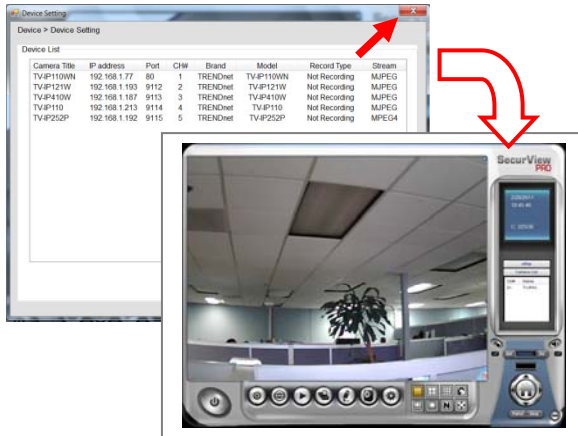 Device Setting
Device > Device Setting
Device List
Camera Title IP address Port CH# Brand Model Record Type Stream
TV-IP110WN 192.168.1.77 80 1 TRENDnet TV-IP110WN Not Recording MJPEG
TV-IP121W 192.168.1.193 9112 2 TRENDnet TV-IP121W Not Recording MJPEG
TV-IP410W 192.168.1.187 9113 3 TRENDnet TV-IP410W Not Recording MJPEG
TV-IP110 192.168.1.213 9114 4 TRENDnet TV-IP110 Not Recording MJPEG
TV-IP252P 192.168.1.192 9115 5 TRENDnet TV-IP252P Not Recording MPEG4
SecurView
PRO
Camera List
N